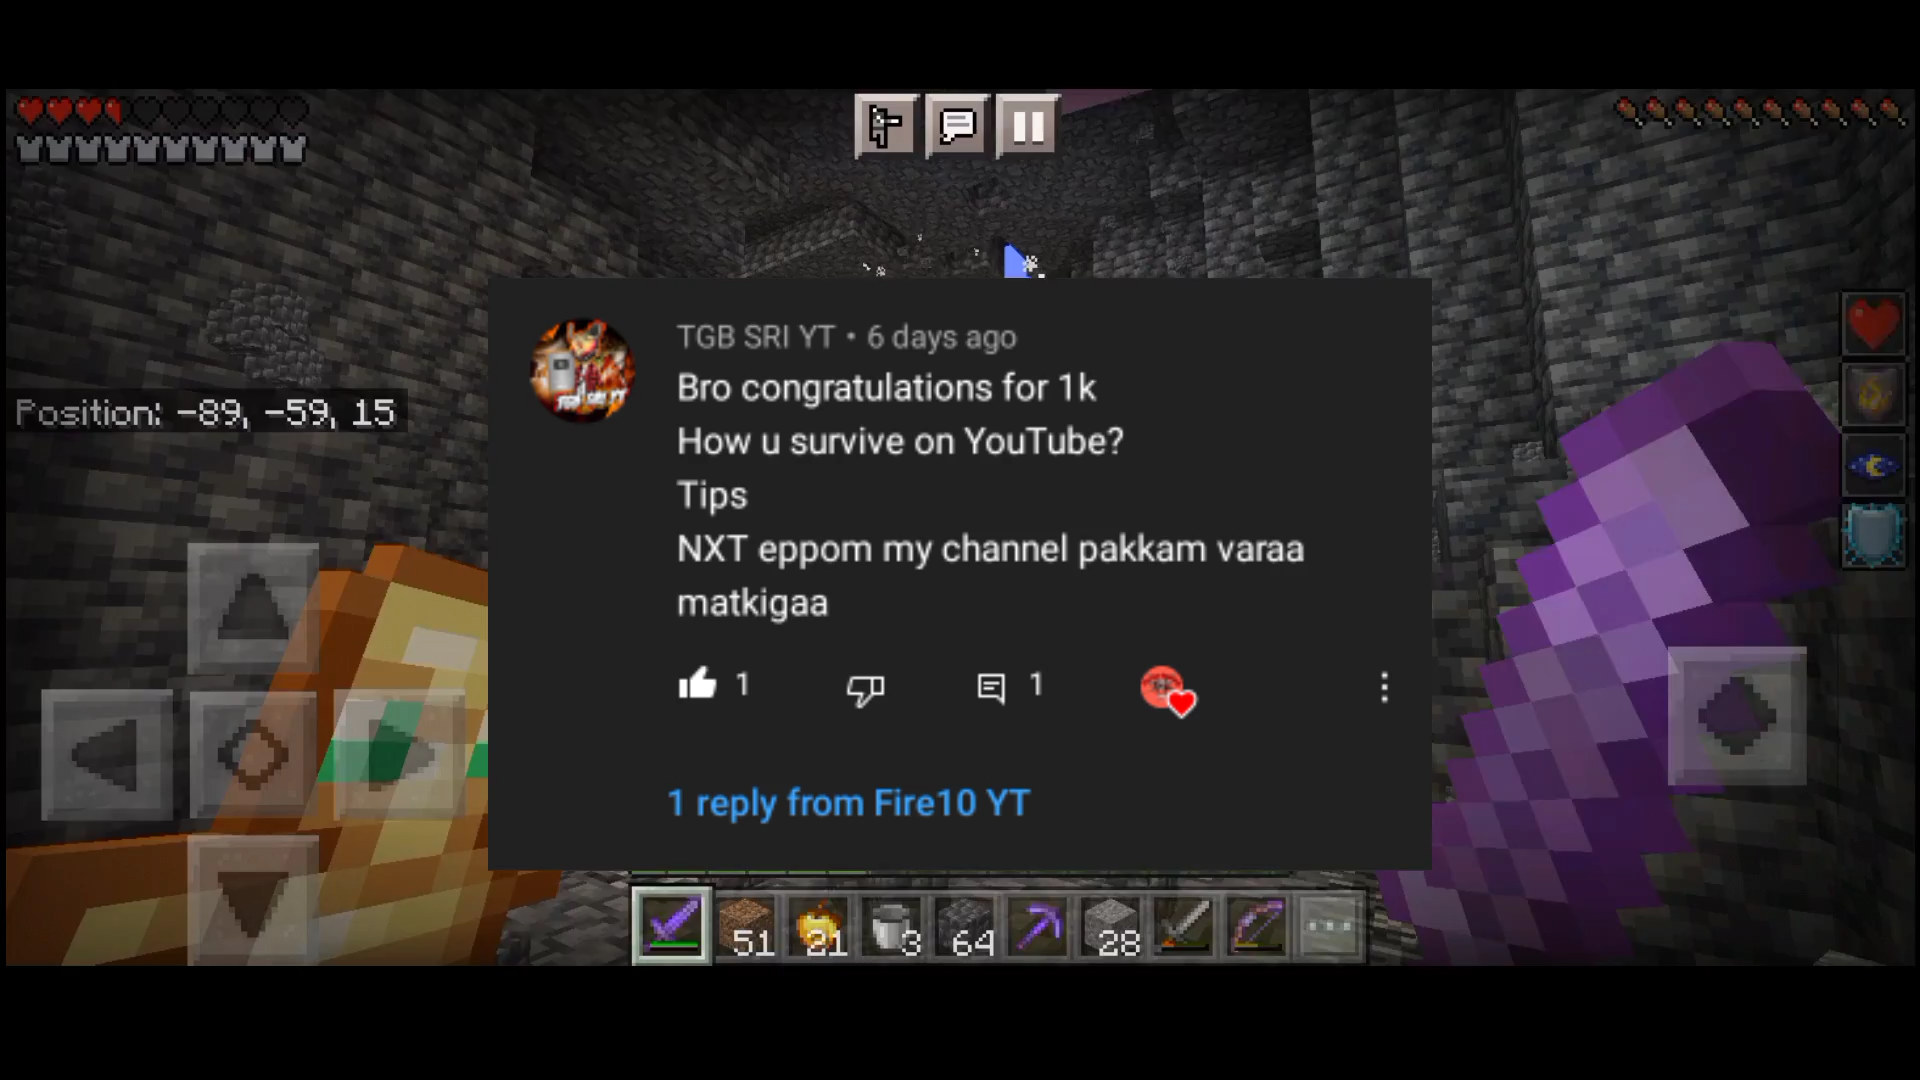 TGB SRI YT • 6 days ago
Bro congratulations for 1k
How u survive on YouTube?
Tips
NXT eppom my channel pakkam varaa
matkigaa
1 1
1 reply from Fire10 YT
Position: -89, -59, 15
51 21 3 64 28